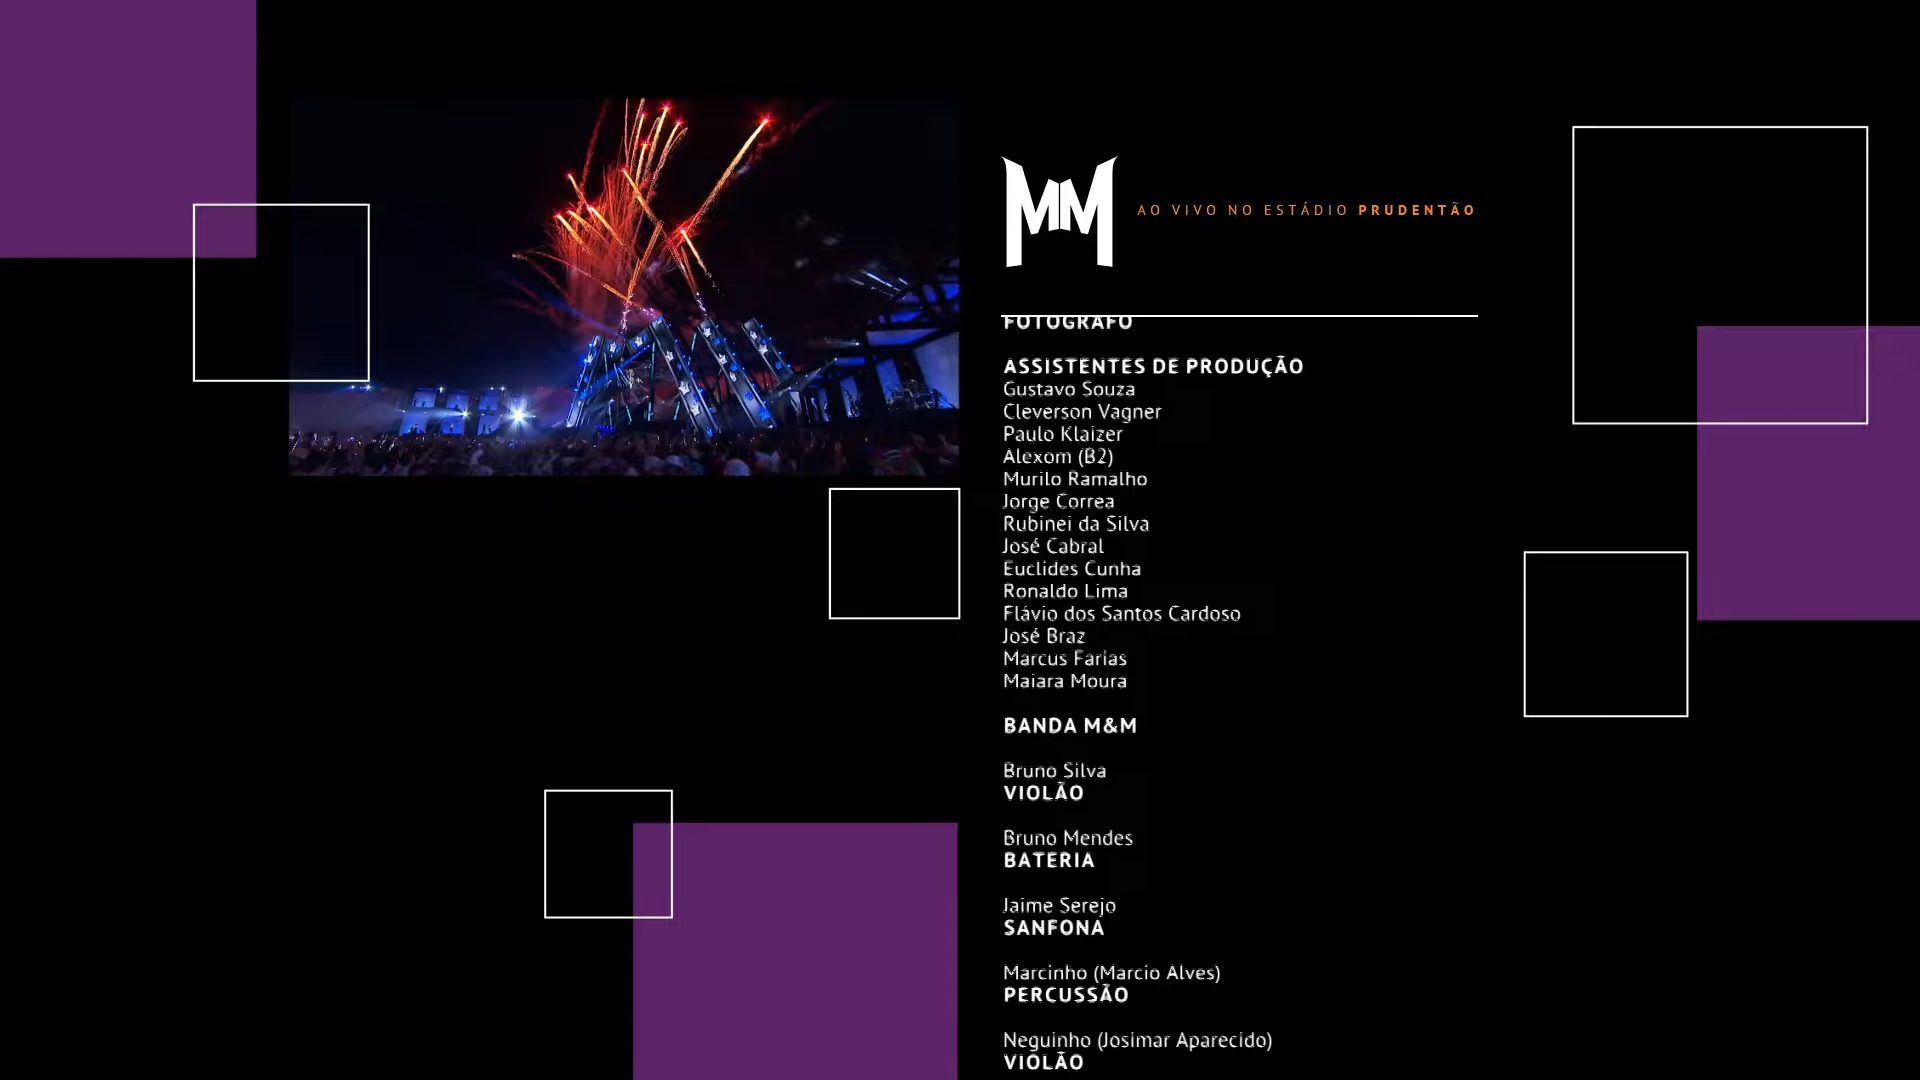 MM
AO VIVO NO ESTÁDIO PRUDENTÃO
FOTÓGRAFO
ASSISTENTES DE PRODUÇÃO
Gustavo Souza
Cleverson Vagner
Paulo Klaizer
Alexom (B2)
Murilo Ramalho
Jorge Correa
Rubinei da Silva
José Cabral
Euclides Cunha
Ronaldo Lima
Flávio dos Santos Cardoso
José Braz
Marcus Farias
Maiara Moura
BANDA M&M
Bruno Silva
VIOLÃO
Bruno Mendes
BATERIA
Jaime Serejo
SANFONA
Marcinho (Marcio Alves)
PERCUSSÃO
Neguinho (Josimar Aparecido)
VIOLÃO